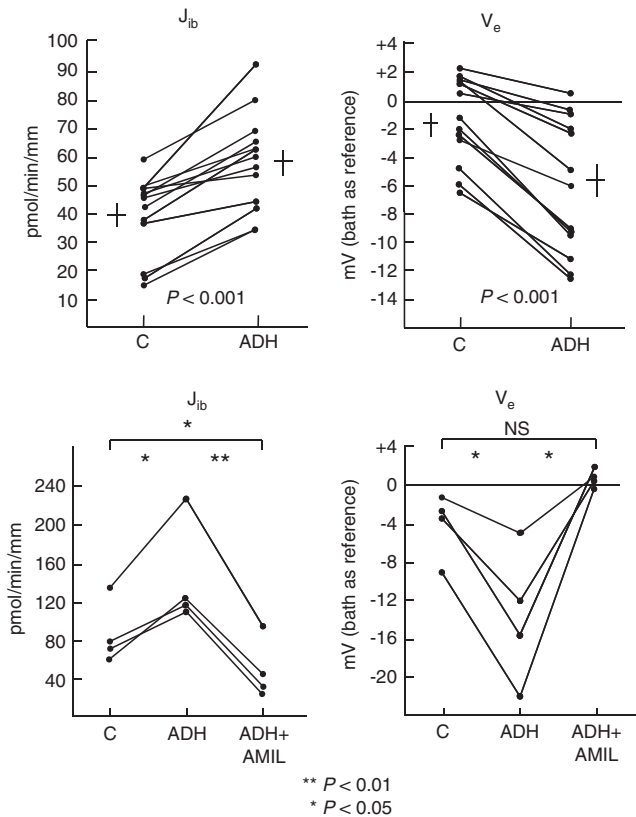 J_ib
100
90
80
70
60
50
40
30
20
10
pmol/min/mm
P < 0.001
C
ADH
V_e
+4
+2
0
-2
-4
-6
-8
-10
-12
-14
mV (bath as reference)
P < 0.001
C
ADH
J_ib
*
* **
240
200
160
120
80
40
pmol/min/mm
C
ADH
ADH+
AMIL
V_e
NS
* *
+4
0
-4
-8
-12
-16
-20
mV (bath as reference)
C
ADH
ADH+
AMIL
** P < 0.01
* P < 0.05